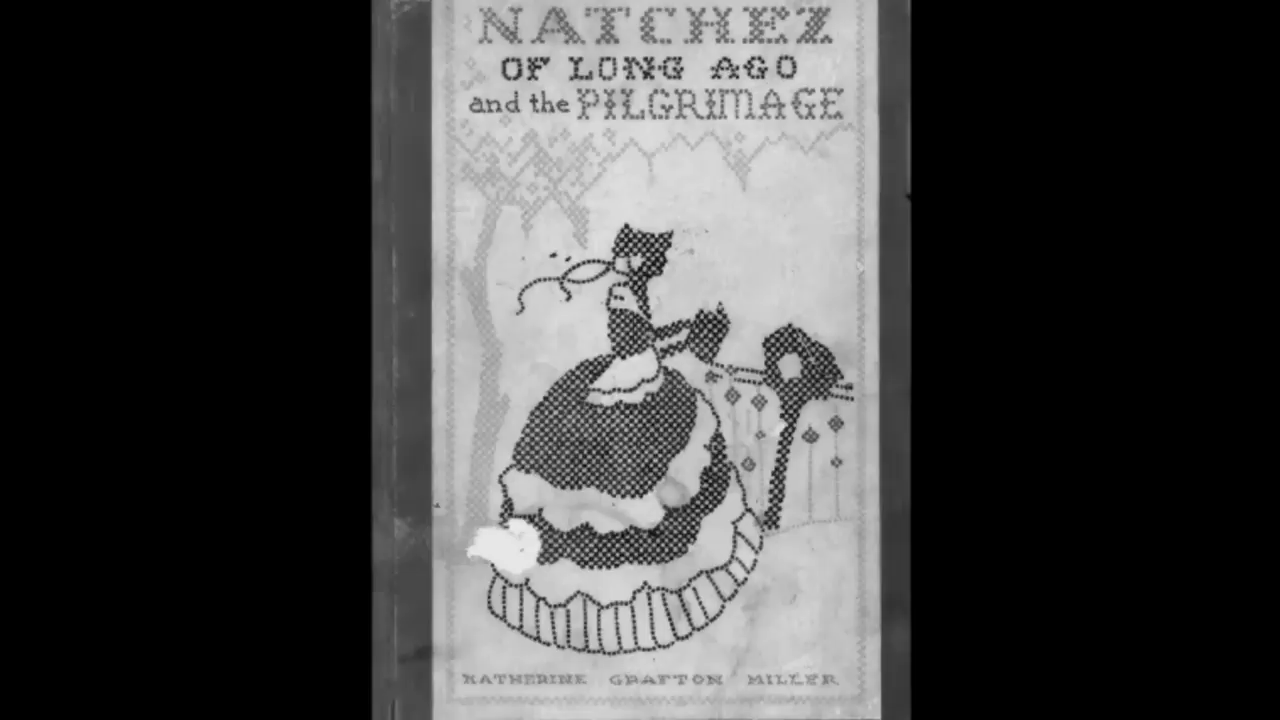 NATCHEZ
OF LONG AGO
and the PILGRIMAGE
KATHERINE GRAFTON MILLER